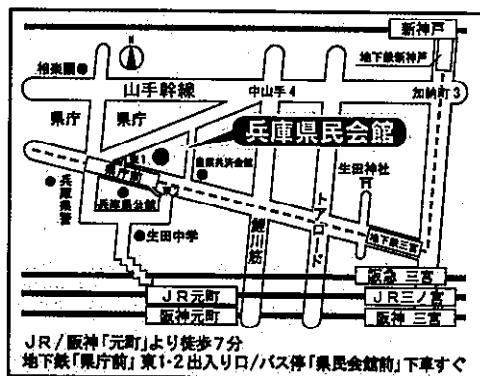 新神戸
地下鉄新神戸
N
相楽園
山手幹線
中山手4
加納町3
県庁
県庁
兵庫県民会館
東1
県庁前
兵庫県警
兵庫県公館
生田神社
生田中学
鯉川筋
トアロード
地下鉄三宮
阪急 三宮
JR元町
JR三ノ宮
阪神元町
阪神 三宮
JR/阪神「元町」より徒歩7分
地下鉄「県庁前」東1・2出入り口/バス停「県民会館前」下車すぐ